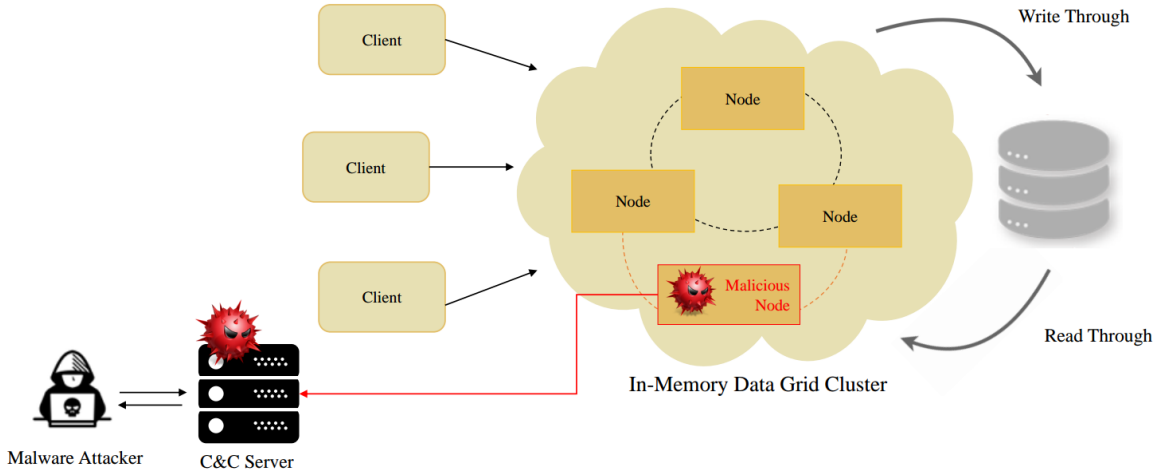 Write Through
Client
Node
Client
Node
Node
Client
Malicious
Node
Read Through
In-Memory Data Grid Cluster
Malware Attacker
C&C Server